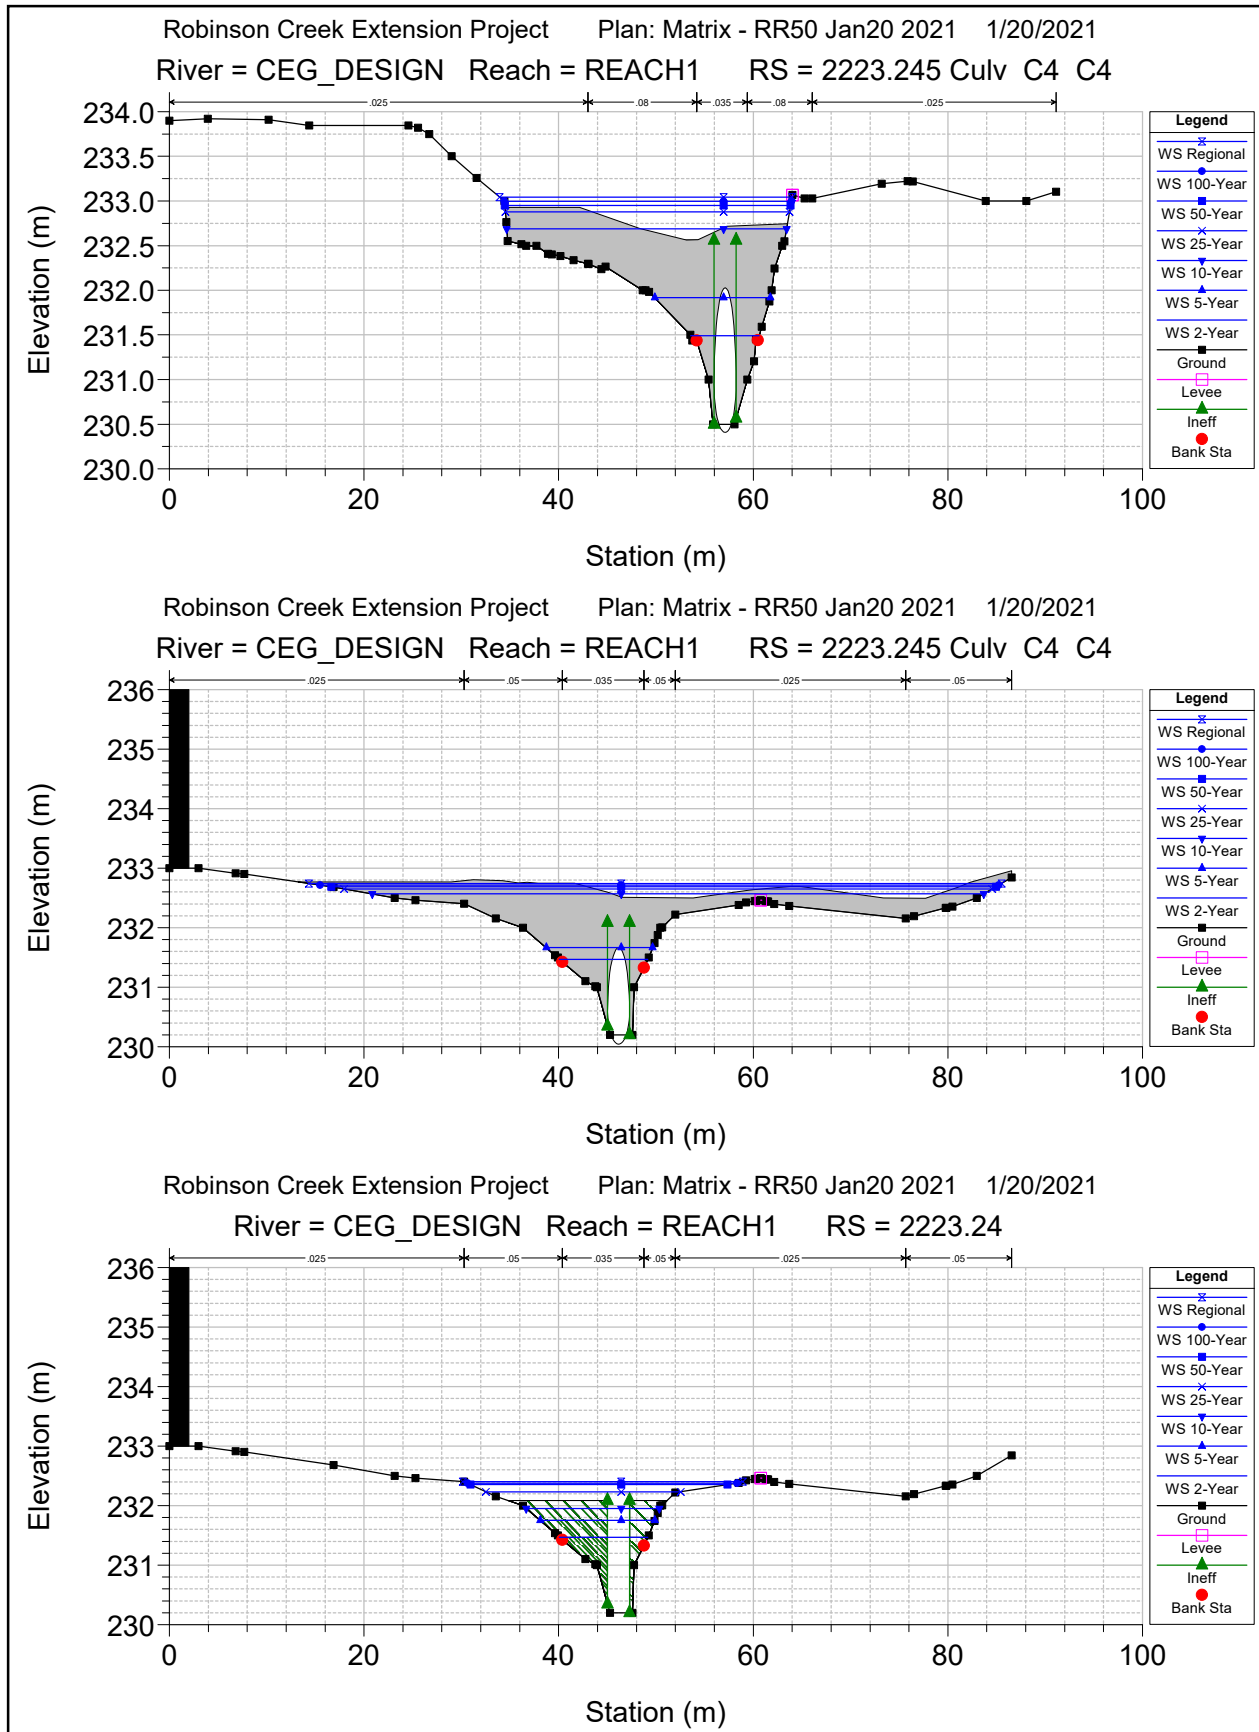 Robinson Creek Extension Project Plan: Matrix - RR50 Jan20 2021 1/20/2021
River = CEG_DESIGN Reach = REACH1 RS = 2223.245 Culv C4 C4
.025 .08 .035 .08 .025
234.0
233.5
233.0
232.5
232.0
231.5
231.0
230.5
230.0
Elevation (m)
0 20 40 60 80 100
Station (m)
Legend
WS Regional
WS 100-Year
WS 50-Year
WS 25-Year
WS 10-Year
WS 5-Year
WS 2-Year
Ground
Levee
Ineff
Bank Sta
Robinson Creek Extension Project Plan: Matrix - RR50 Jan20 2021 1/20/2021
River = CEG_DESIGN Reach = REACH1 RS = 2223.245 Culv C4 C4
.025 .05 .035 .05 .025 .05
236
235
234
233
232
231
230
Elevation (m)
0 20 40 60 80 100
Station (m)
Legend
WS Regional
WS 100-Year
WS 50-Year
WS 25-Year
WS 10-Year
WS 5-Year
WS 2-Year
Ground
Levee
Ineff
Bank Sta
Robinson Creek Extension Project Plan: Matrix - RR50 Jan20 2021 1/20/2021
River = CEG_DESIGN Reach = REACH1 RS = 2223.24
.025 .05 .035 .05 .025 .05
236
235
234
233
232
231
230
Elevation (m)
0 20 40 60 80 100
Station (m)
Legend
WS Regional
WS 100-Year
WS 50-Year
WS 25-Year
WS 10-Year
WS 5-Year
WS 2-Year
Ground
Levee
Ineff
Bank Sta